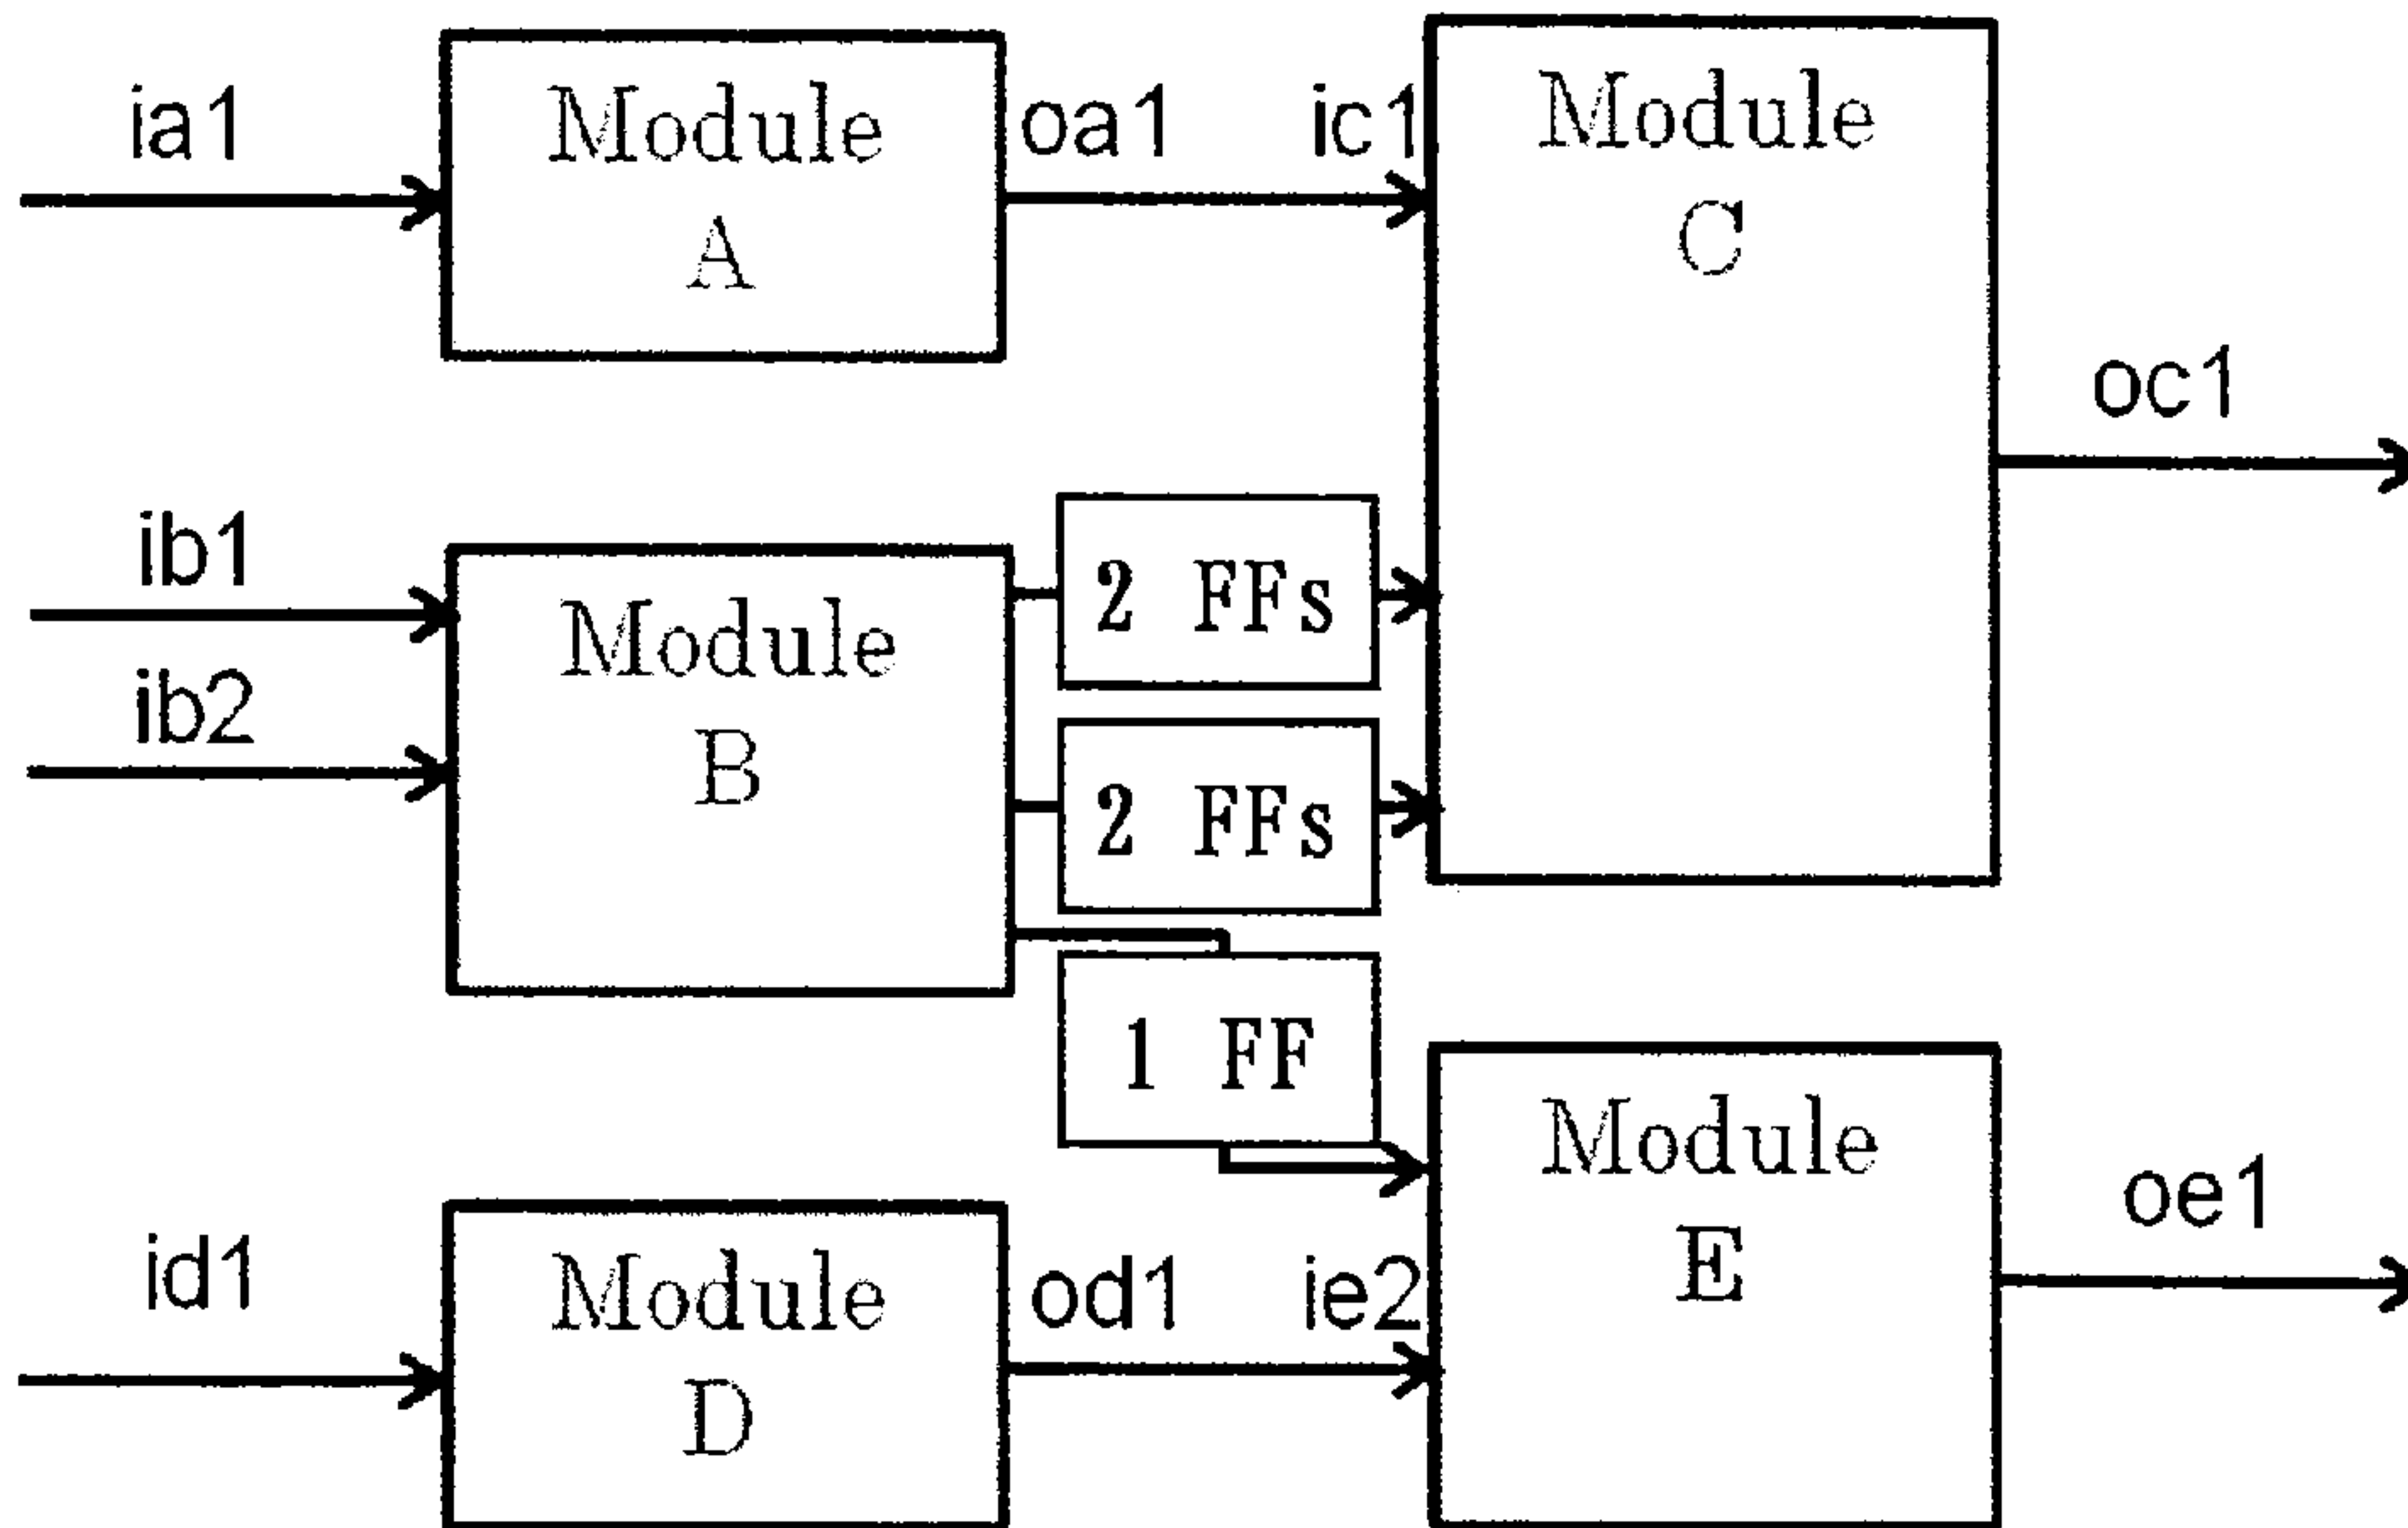 ia1
Module
A
oa1
ic1
Module
C
oc1
ib1
ib2
Module
B
2 FFs
2 FFs
1 FF
id1
Module
D
od1
ie2
Module
E
oe1